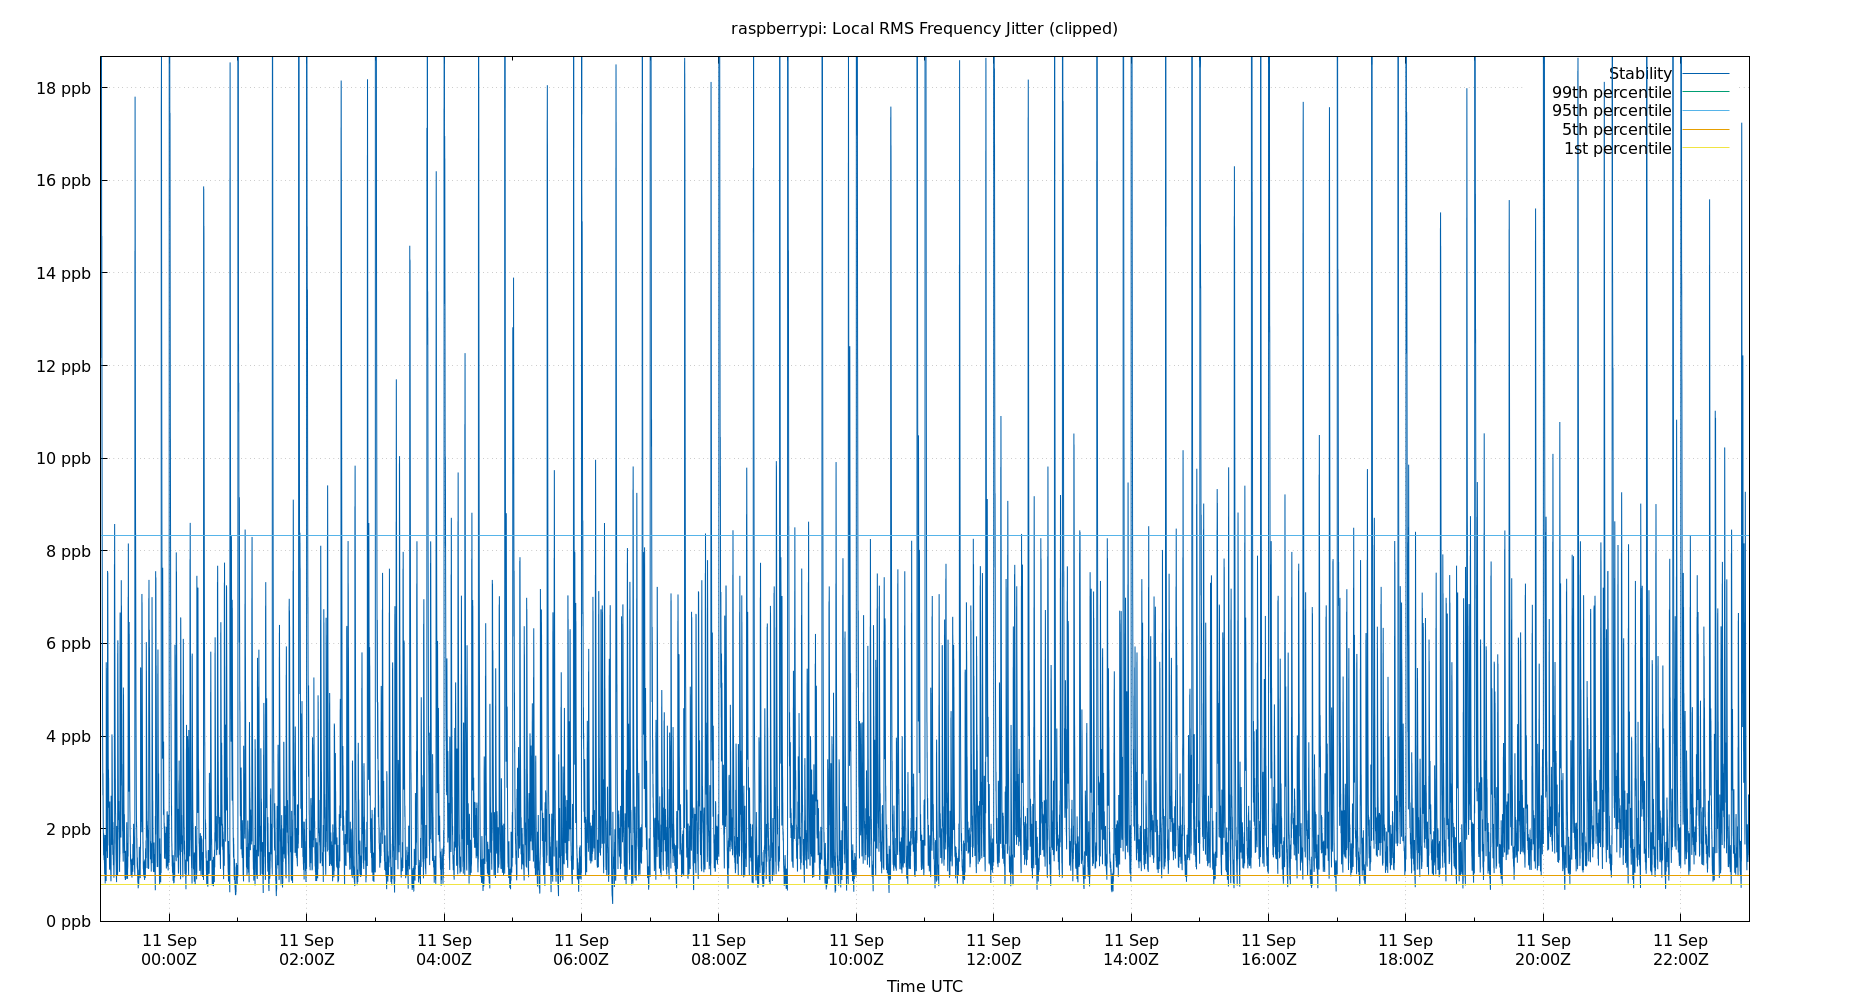 raspberrypi: Local RMS Frequency Jitter (clipped)
Stability
99th percentile
95th percentile
5th percentile
1st percentile
18 ppb
16 ppb
14 ppb
12 ppb
10 ppb
8 ppb
6 ppb
4 ppb
2 ppb
0 ppb
11 Sep 11 Sep 11 Sep 11 Sep 11 Sep 11 Sep 11 Sep 11 Sep 11 Sep 11 Sep 11 Sep 11 Sep
00:00Z 02:00Z 04:00Z 06:00Z 08:00Z 10:00Z 12:00Z 14:00Z 16:00Z 18:00Z 20:00Z 22:00Z
Time UTC